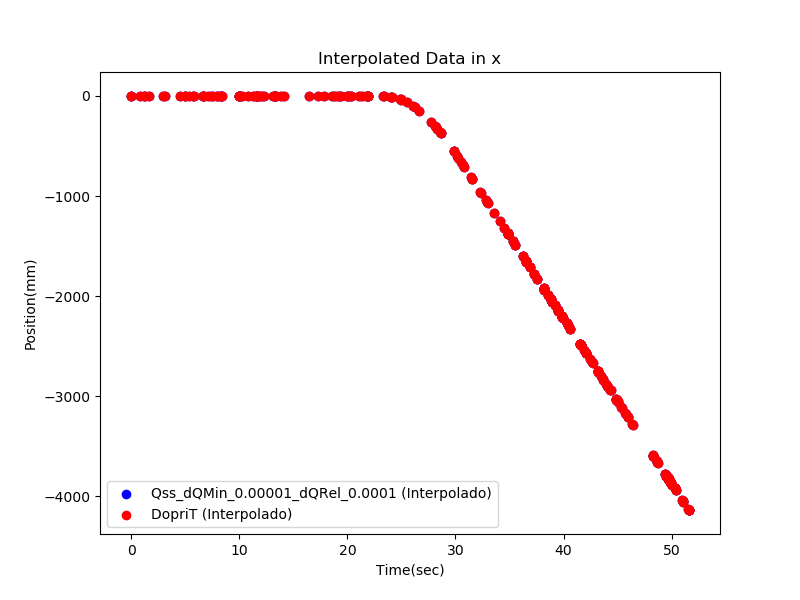 Interpolated Data in x
0
−1000
−2000
−3000
−4000
Position(mm)
Qss_dQMin_0.00001_dQRel_0.0001 (Interpolado)
DopriT (Interpolado)
0 10 20 30 40 50
Time(sec)